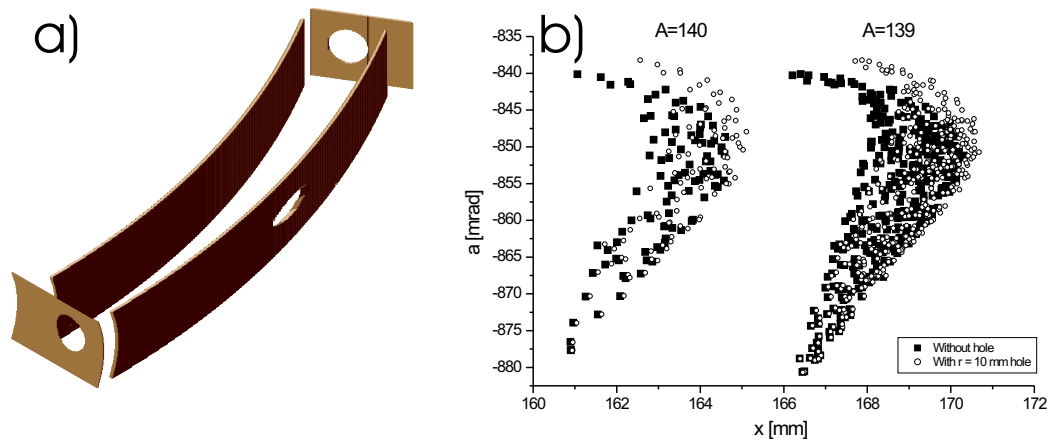 a)
b)
A=140 A=139
-835
-840
-845
-850
-855
-860
-865
-870
-875
-880
a [mrad]
Without hole
With r = 10 mm hole
160 162 164 166 168 170 172
x [mm]